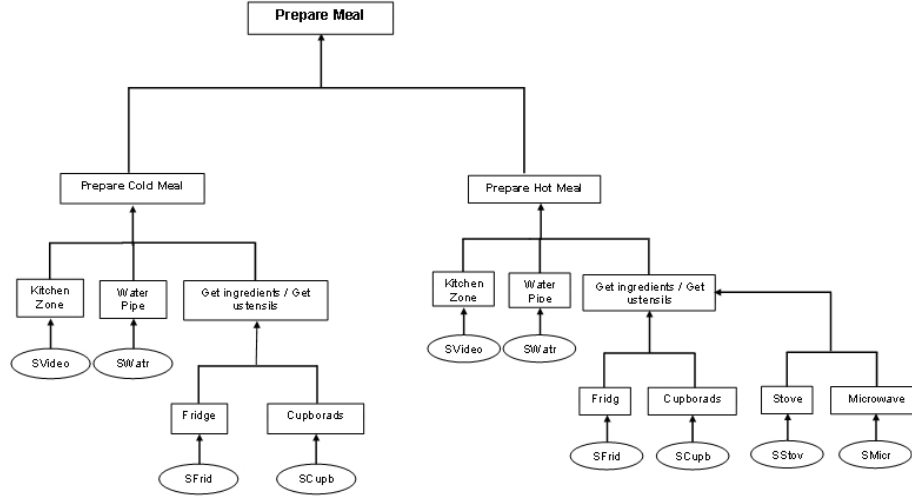 Prepare Meal
Prepare Cold Meal
Prepare Hot Meal
Kitchen
Zone
Water
Pipe
Get ingredients / Get
ustensils
Kitchen
Zone
Water
Pipe
Get ingredients / Get
ustensils
SVideo
SWatr
SVideo
SWatr
Fridge
Cupborads
Fridg
Cupborads
Stove
Microwave
SFrid
SCupb
SFrid
SCupb
SStov
SMicr